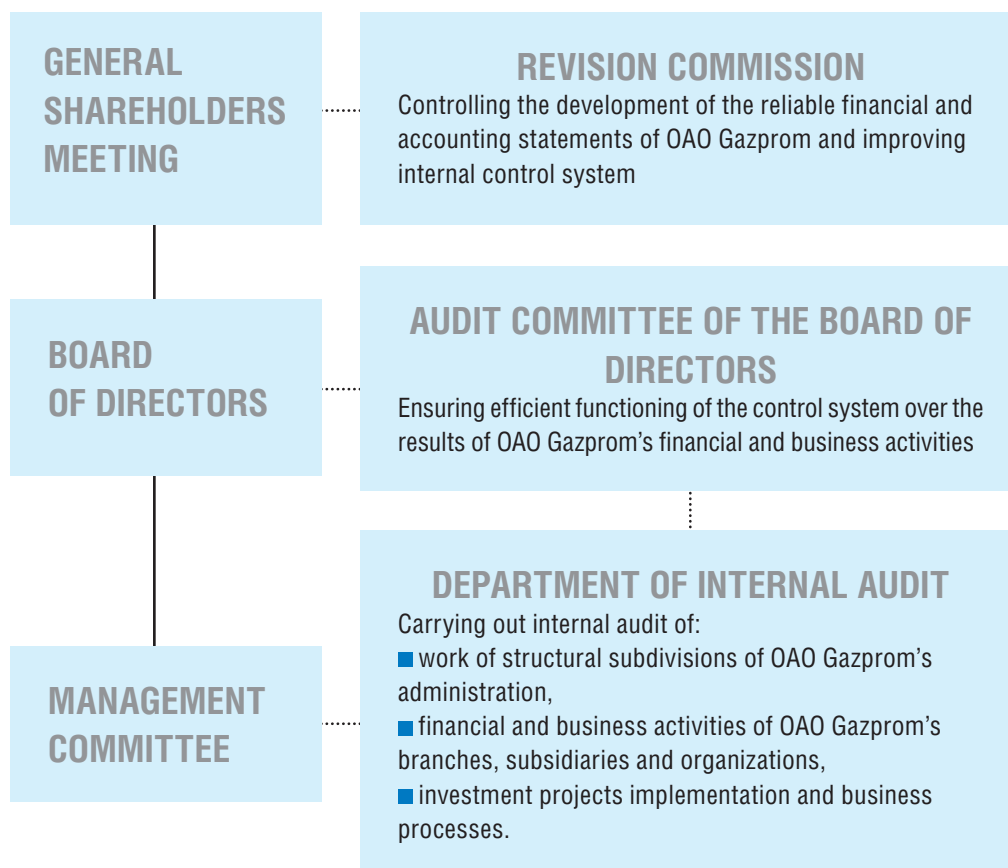 GENERAL
SHAREHOLDERS
MEETING
REVISION COMMISSION
Controlling the development of the reliable financial and
accounting statements of OAO Gazprom and improving
internal control system
BOARD
OF DIRECTORS
AUDIT COMMITTEE OF THE BOARD OF
DIRECTORS
Ensuring efficient functioning of the control system over the
results of OAO Gazprom’s financial and business activities
MANAGEMENT
COMMITTEE
DEPARTMENT OF INTERNAL AUDIT
Carrying out internal audit of:
■ work of structural subdivisions of OAO Gazprom’s
administration,
■ financial and business activities of OAO Gazprom’s
branches, subsidiaries and organizations,
■ investment projects implementation and business
processes.